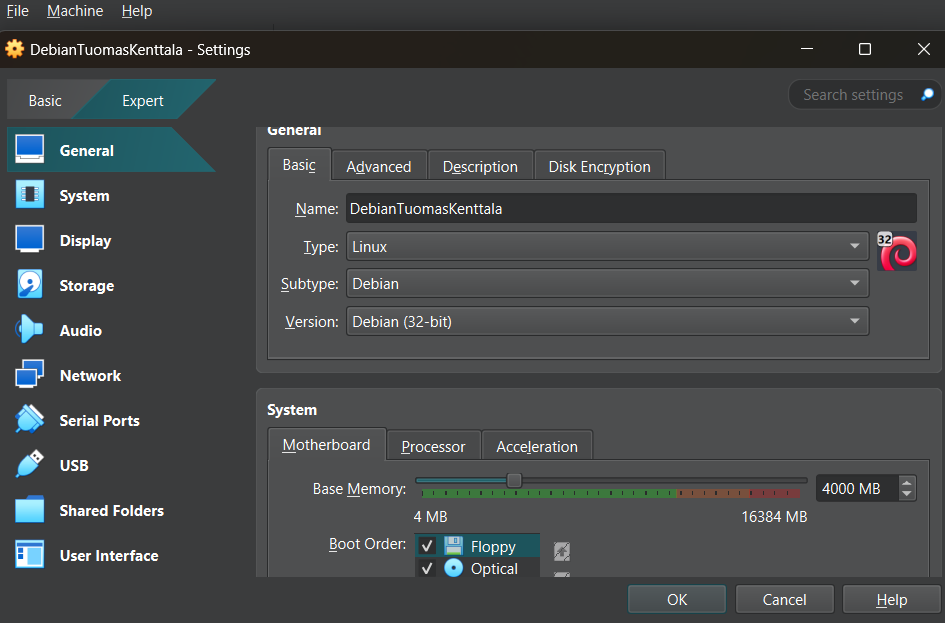 File Machine Help
DebianTuomasKenttala - Settings
Basic Expert
Search settings
General
System
Display
Storage
Audio
Network
Serial Ports
USB
Shared Folders
User Interface
General
Basic Advanced Description Disk Encryption
Name: DebianTuomasKenttala
Type: Linux
32
Subtype: Debian
Version: Debian (32-bit)
System
Motherboard Processor Acceleration
Base Memory: 4000 MB
4 MB 16384 MB
Boot Order: Floppy
Optical
OK Cancel Help